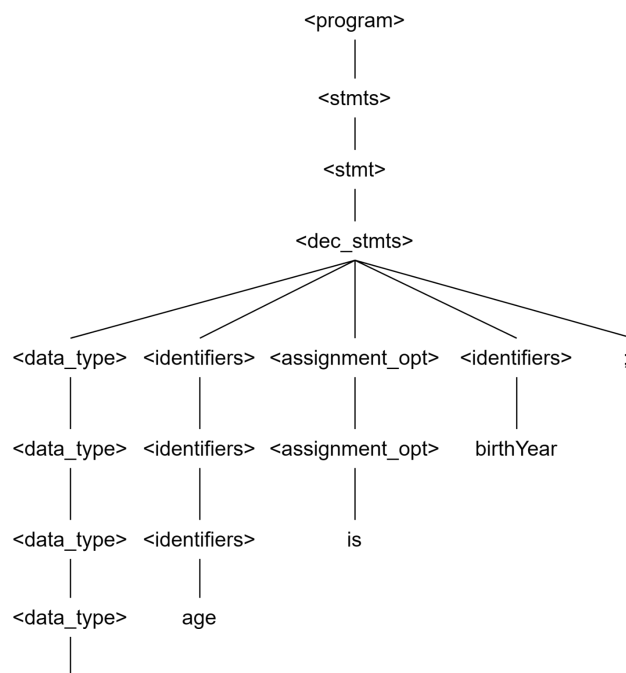 <program>
<stmts>
<stmt>
<dec_stmts>
<data_type> <identifiers> <assignment_opt> <identifiers> ;
<data_type> <identifiers> <assignment_opt> birthYear
<data_type> <identifiers> is
<data_type> age